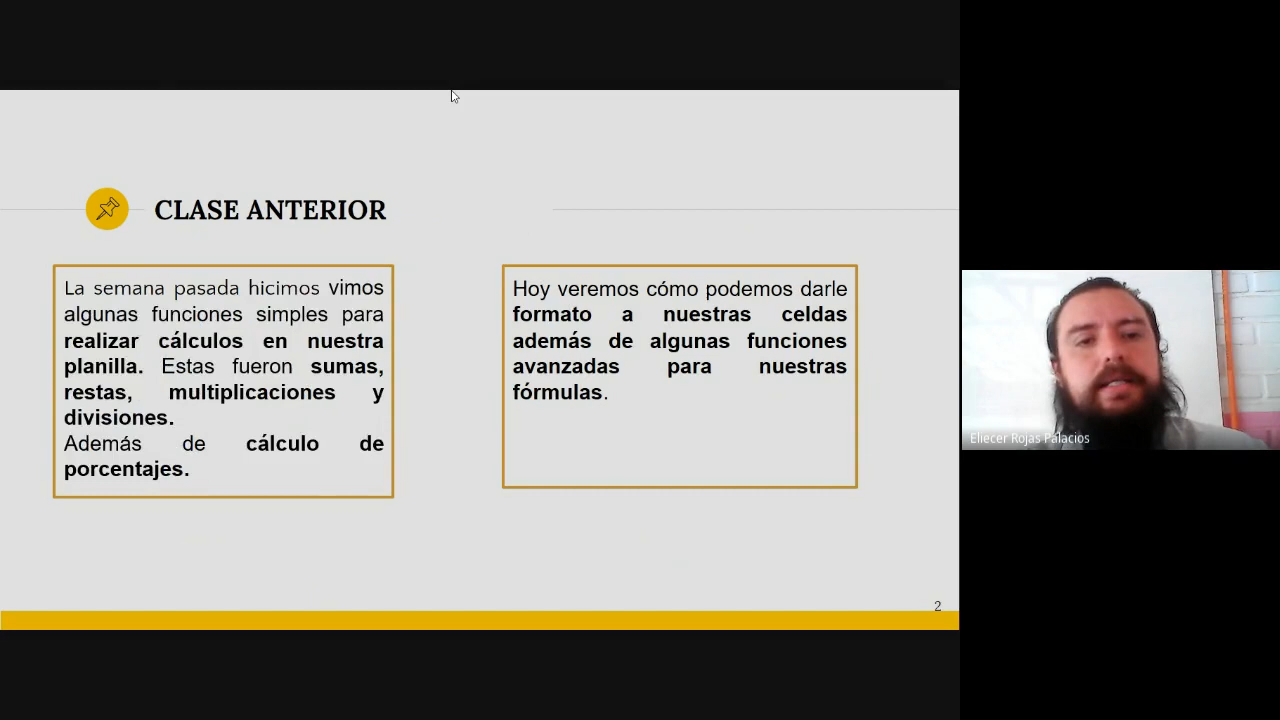 CLASE ANTERIOR
La semana pasada hicimos vimos
algunas funciones simples para
realizar cálculos en nuestra
planilla. Estas fueron sumas,
restas, multiplicaciones y
divisiones.
Además de cálculo de
porcentajes.
Hoy veremos cómo podemos darle
formato a nuestras celdas
además de algunas funciones
avanzadas para nuestras
fórmulas.
2
Eliecer Rojas Palacios